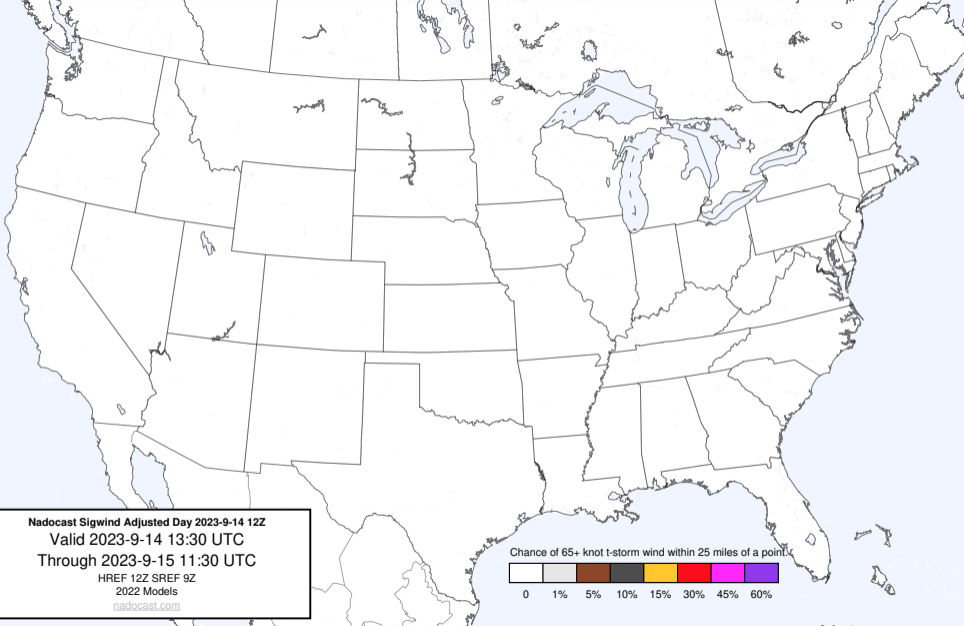 Nadocast Sigwind Adjusted Day 2023-9-14 12Z
Valid 2023-9-14 13:30 UTC
Through 2023-9-15 11:30 UTC
HREF 12Z SREF 9Z
2022 Models
nadocast.com
Chance of 65+ knot t-storm wind within 25 miles of a point.
0 1% 5% 10% 15% 30% 45% 60%